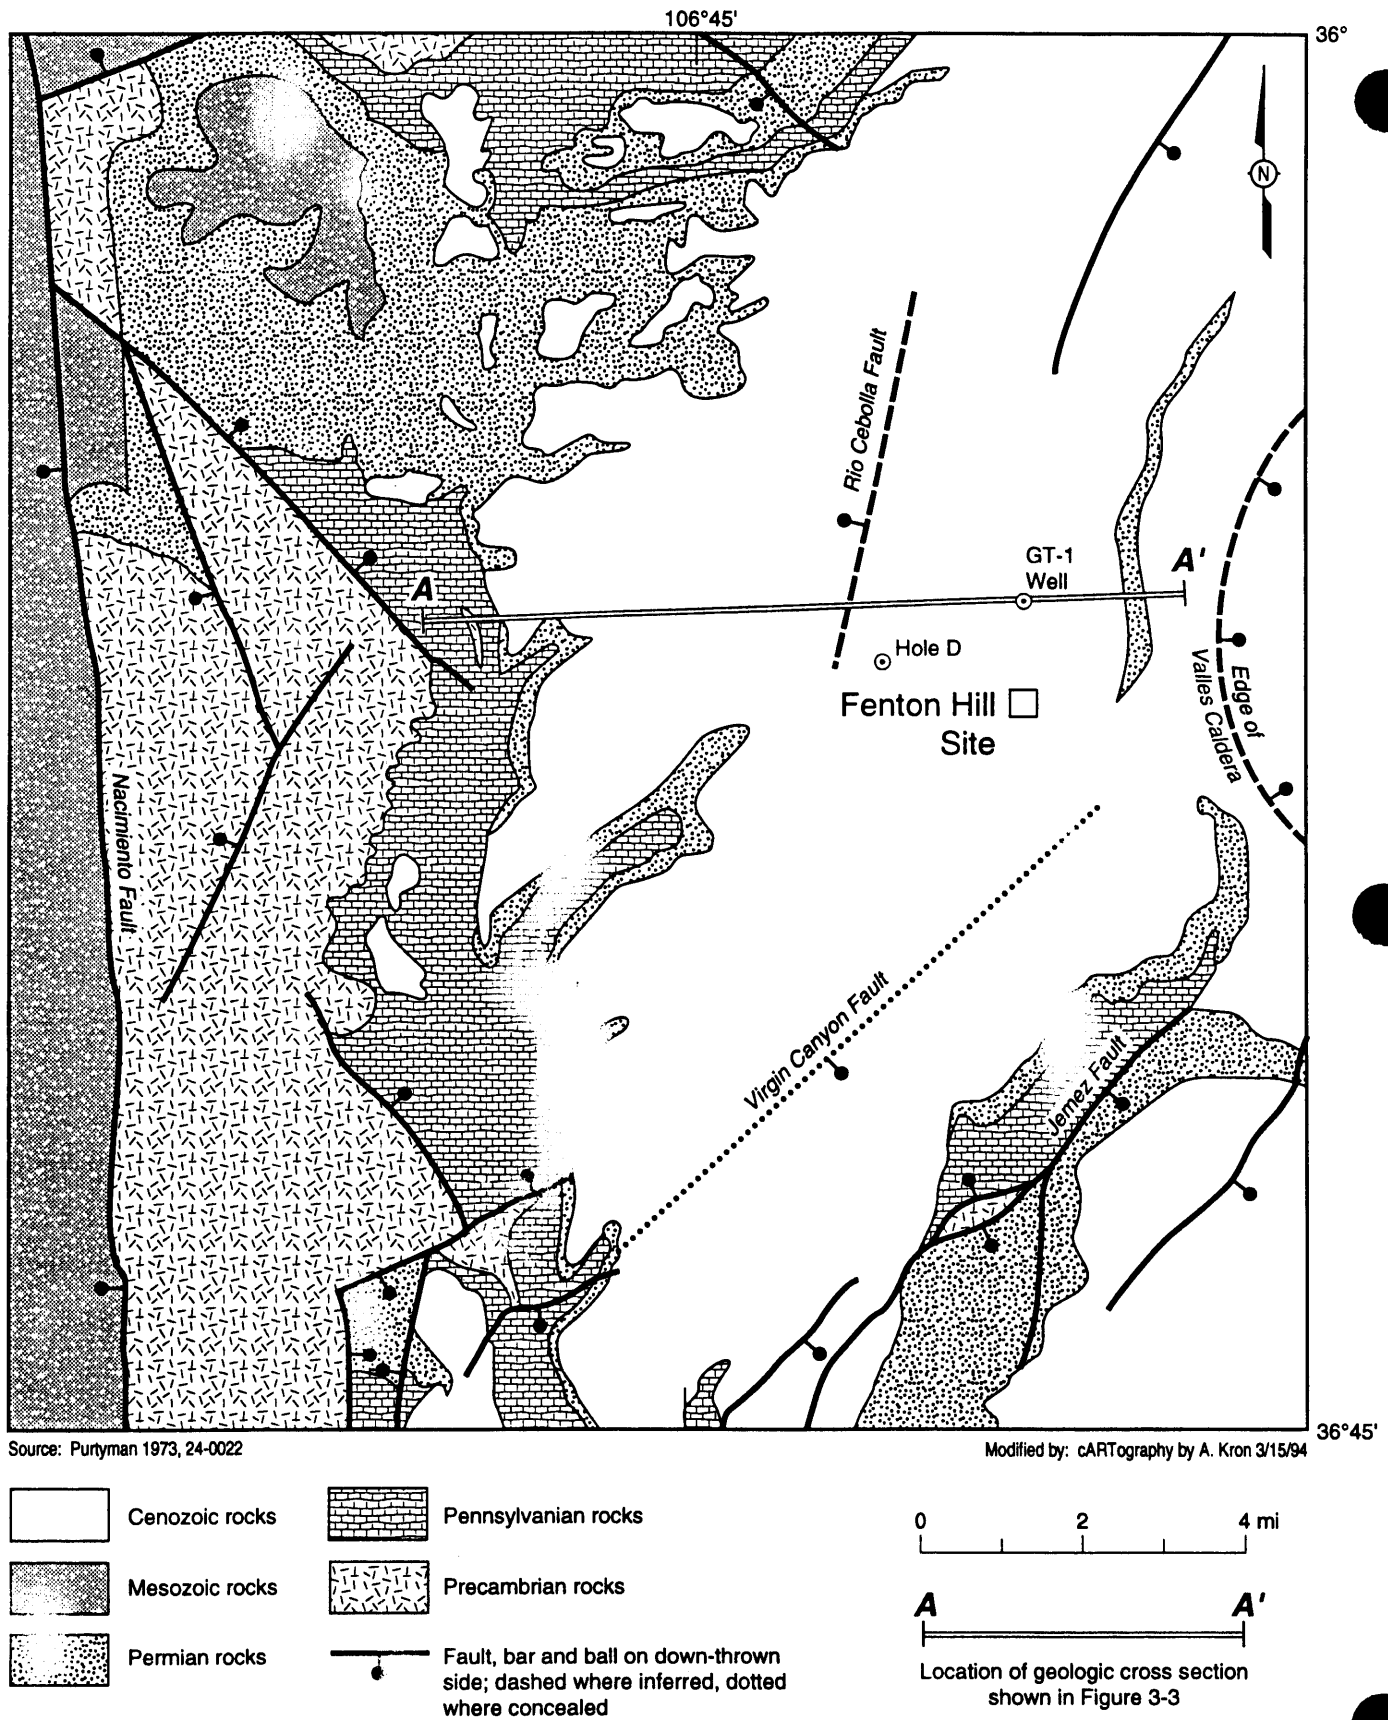 106°45'
36°
N
Rio Cebolla Fault
GT-1
Well
A
A'
Hole D
Fenton Hill
Site
Edge of
Valles Caldera
Nacimiento Fault
Virgin Canyon Fault
Jemez Fault
36°45'
Source: Purtyman 1973, 24-0022
Modified by: cARTography by A. Kron 3/15/94
Cenozoic rocks
Pennsylvanian rocks
Mesozoic rocks
Precambrian rocks
Permian rocks
Fault, bar and ball on down-thrown
side; dashed where inferred, dotted
where concealed
0 2 4 mi
A A'
Location of geologic cross section
shown in Figure 3-3